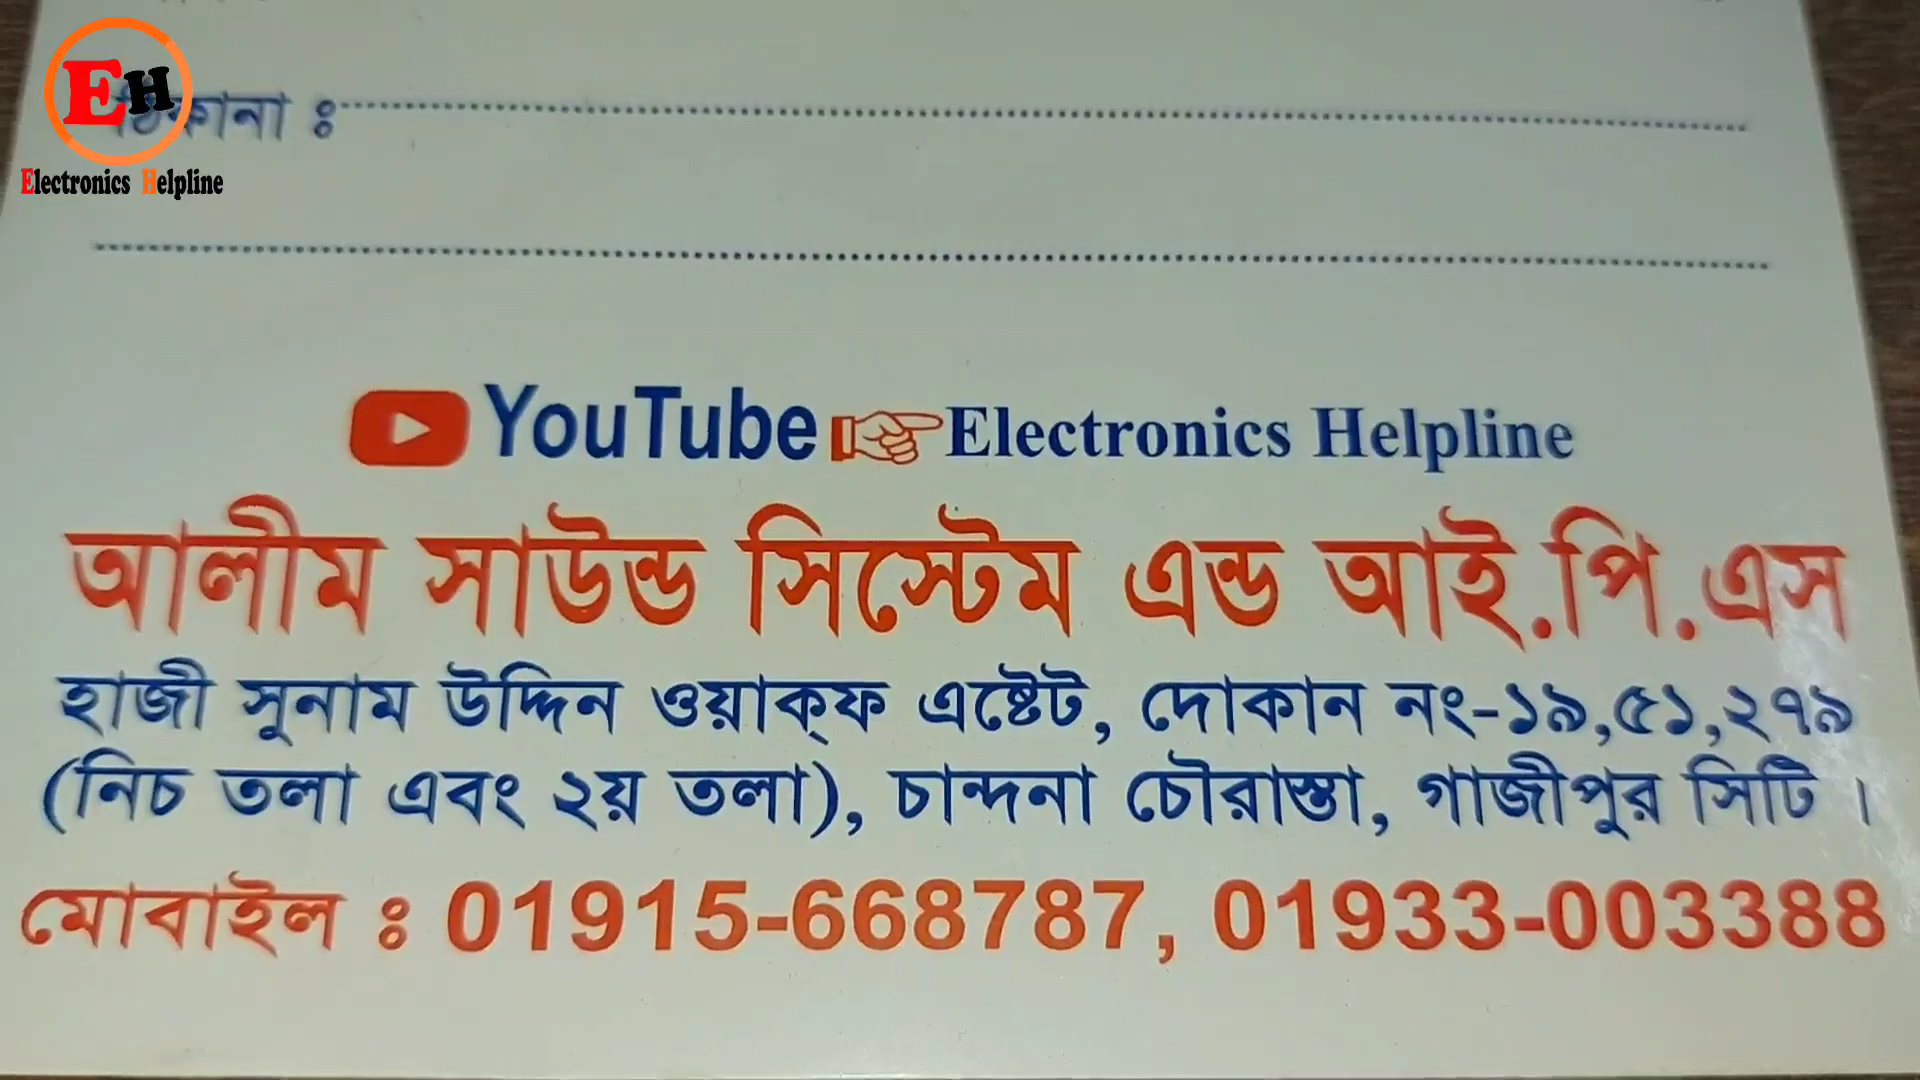 EH
Electronics Helpline
ঠিকানা ঃ
YouTube Electronics Helpline
আলীম সাউন্ড সিস্টেম এন্ড আই.পি.এস
হাজী সুনাম উদ্দিন ওয়াক্‌ফ এষ্টেট, দোকান নং-১৯,৫১,২৭৯
(নিচ তলা এবং ২য় তলা), চান্দনা চৌরাস্তা, গাজীপুর সিটি ।
মোবাইল ঃ 01915-668787, 01933-003388